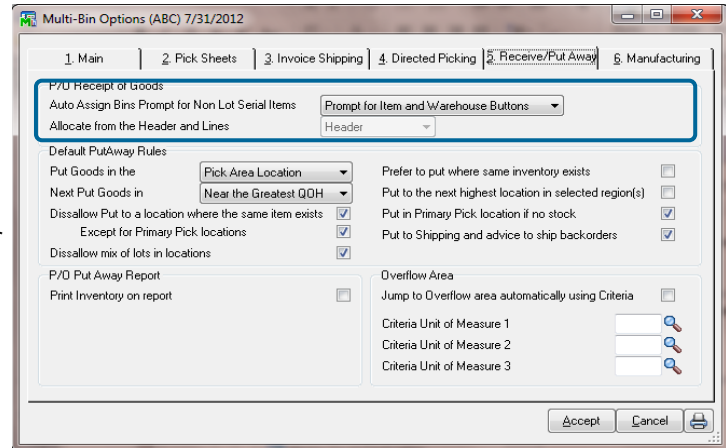 Multi-Bin Options (ABC) 7/31/2012
1. Main
2. Pick Sheets
3. Invoice Shipping
4. Directed Picking
5. Receive/Put Away
6. Manufacturing
P/O Receipt of Goods
Auto Assign Bins Prompt for Non Lot Serial Items
Prompt for Item and Warehouse Buttons
Allocate from the Header and Lines
Header
Default PutAway Rules
Put Goods in the
Pick Area Location
Next Put Goods in
Near the Greatest QOH
Dissallow Put to a location where the same item exists
Except for Primary Pick locations
Dissallow mix of lots in locations
Prefer to put where same inventory exists
Put to the next highest location in selected region(s)
Put in Primary Pick location if no stock
Put to Shipping and advice to ship backorders
P/O Put Away Report
Print Inventory on report
Overflow Area
Jump to Overflow area automatically using Criteria
Criteria Unit of Measure 1
Criteria Unit of Measure 2
Criteria Unit of Measure 3
Accept
Cancel